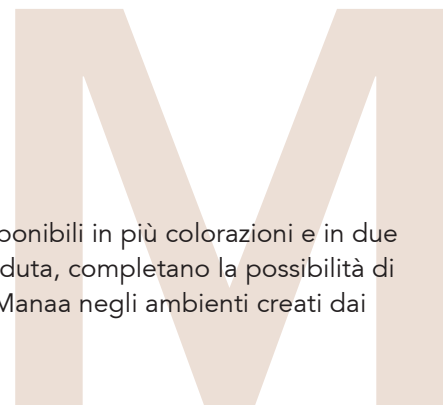 M
ponibili in più colorazioni e in due
duta, completano la possibilità di
Manaa negli ambienti creati dai